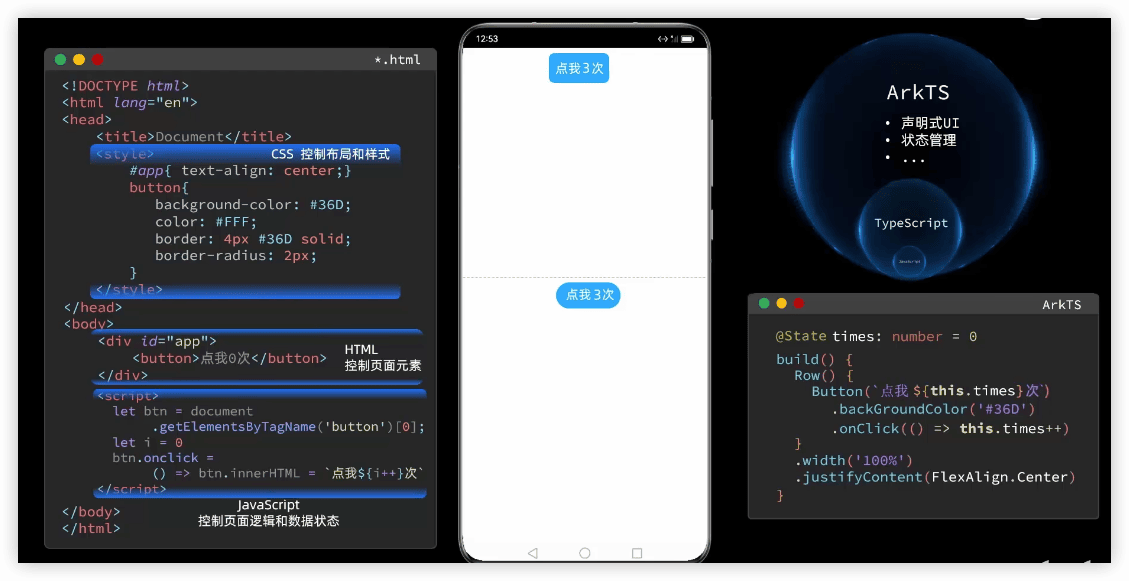 *.html
<!DOCTYPE html>
<html lang="en">
<head>
<title>Document</title>
<style>
CSS 控制布局和样式
#app{ text-align: center;}
button{
background-color: #36D;
color: #FFF;
border: 4px #36D solid;
border-radius: 2px;
}
</style>
</head>
<body>
<div id="app">
<button>点我0次</button>
</div>
HTML
控制页面元素
<script>
let btn = document
.getElementsByTagName('button')[0];
let i = 0
btn.onclick =
() => btn.innerHTML = `点我${i++}次`
</script>
JavaScript
控制页面逻辑和数据状态
</body>
</html>
12:53
点我 3 次
点我 3 次
ArkTS
• 声明式UI
• 状态管理
• ...
TypeScript
JavaScript
ArkTS
@State times: number = 0
build() {
Row() {
Button(`点我 ${this.times}次`)
.backGroundColor('#36D')
.onClick(() => this.times++)
}
.width('100%')
.justifyContent(FlexAlign.Center)
}